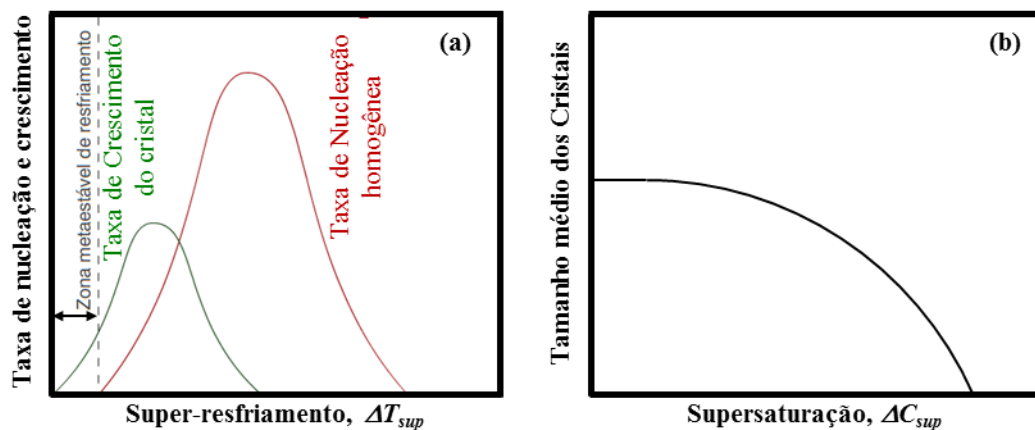 (a)
Taxa de nucleação e crescimento
Zona metaestável de resfriamento
Taxa de Crescimento
do cristal
Taxa de Nucleação
homogênea
Super-resfriamento, ΔTsup
(b)
Tamanho médio dos Cristais
Supersaturação, ΔCsup